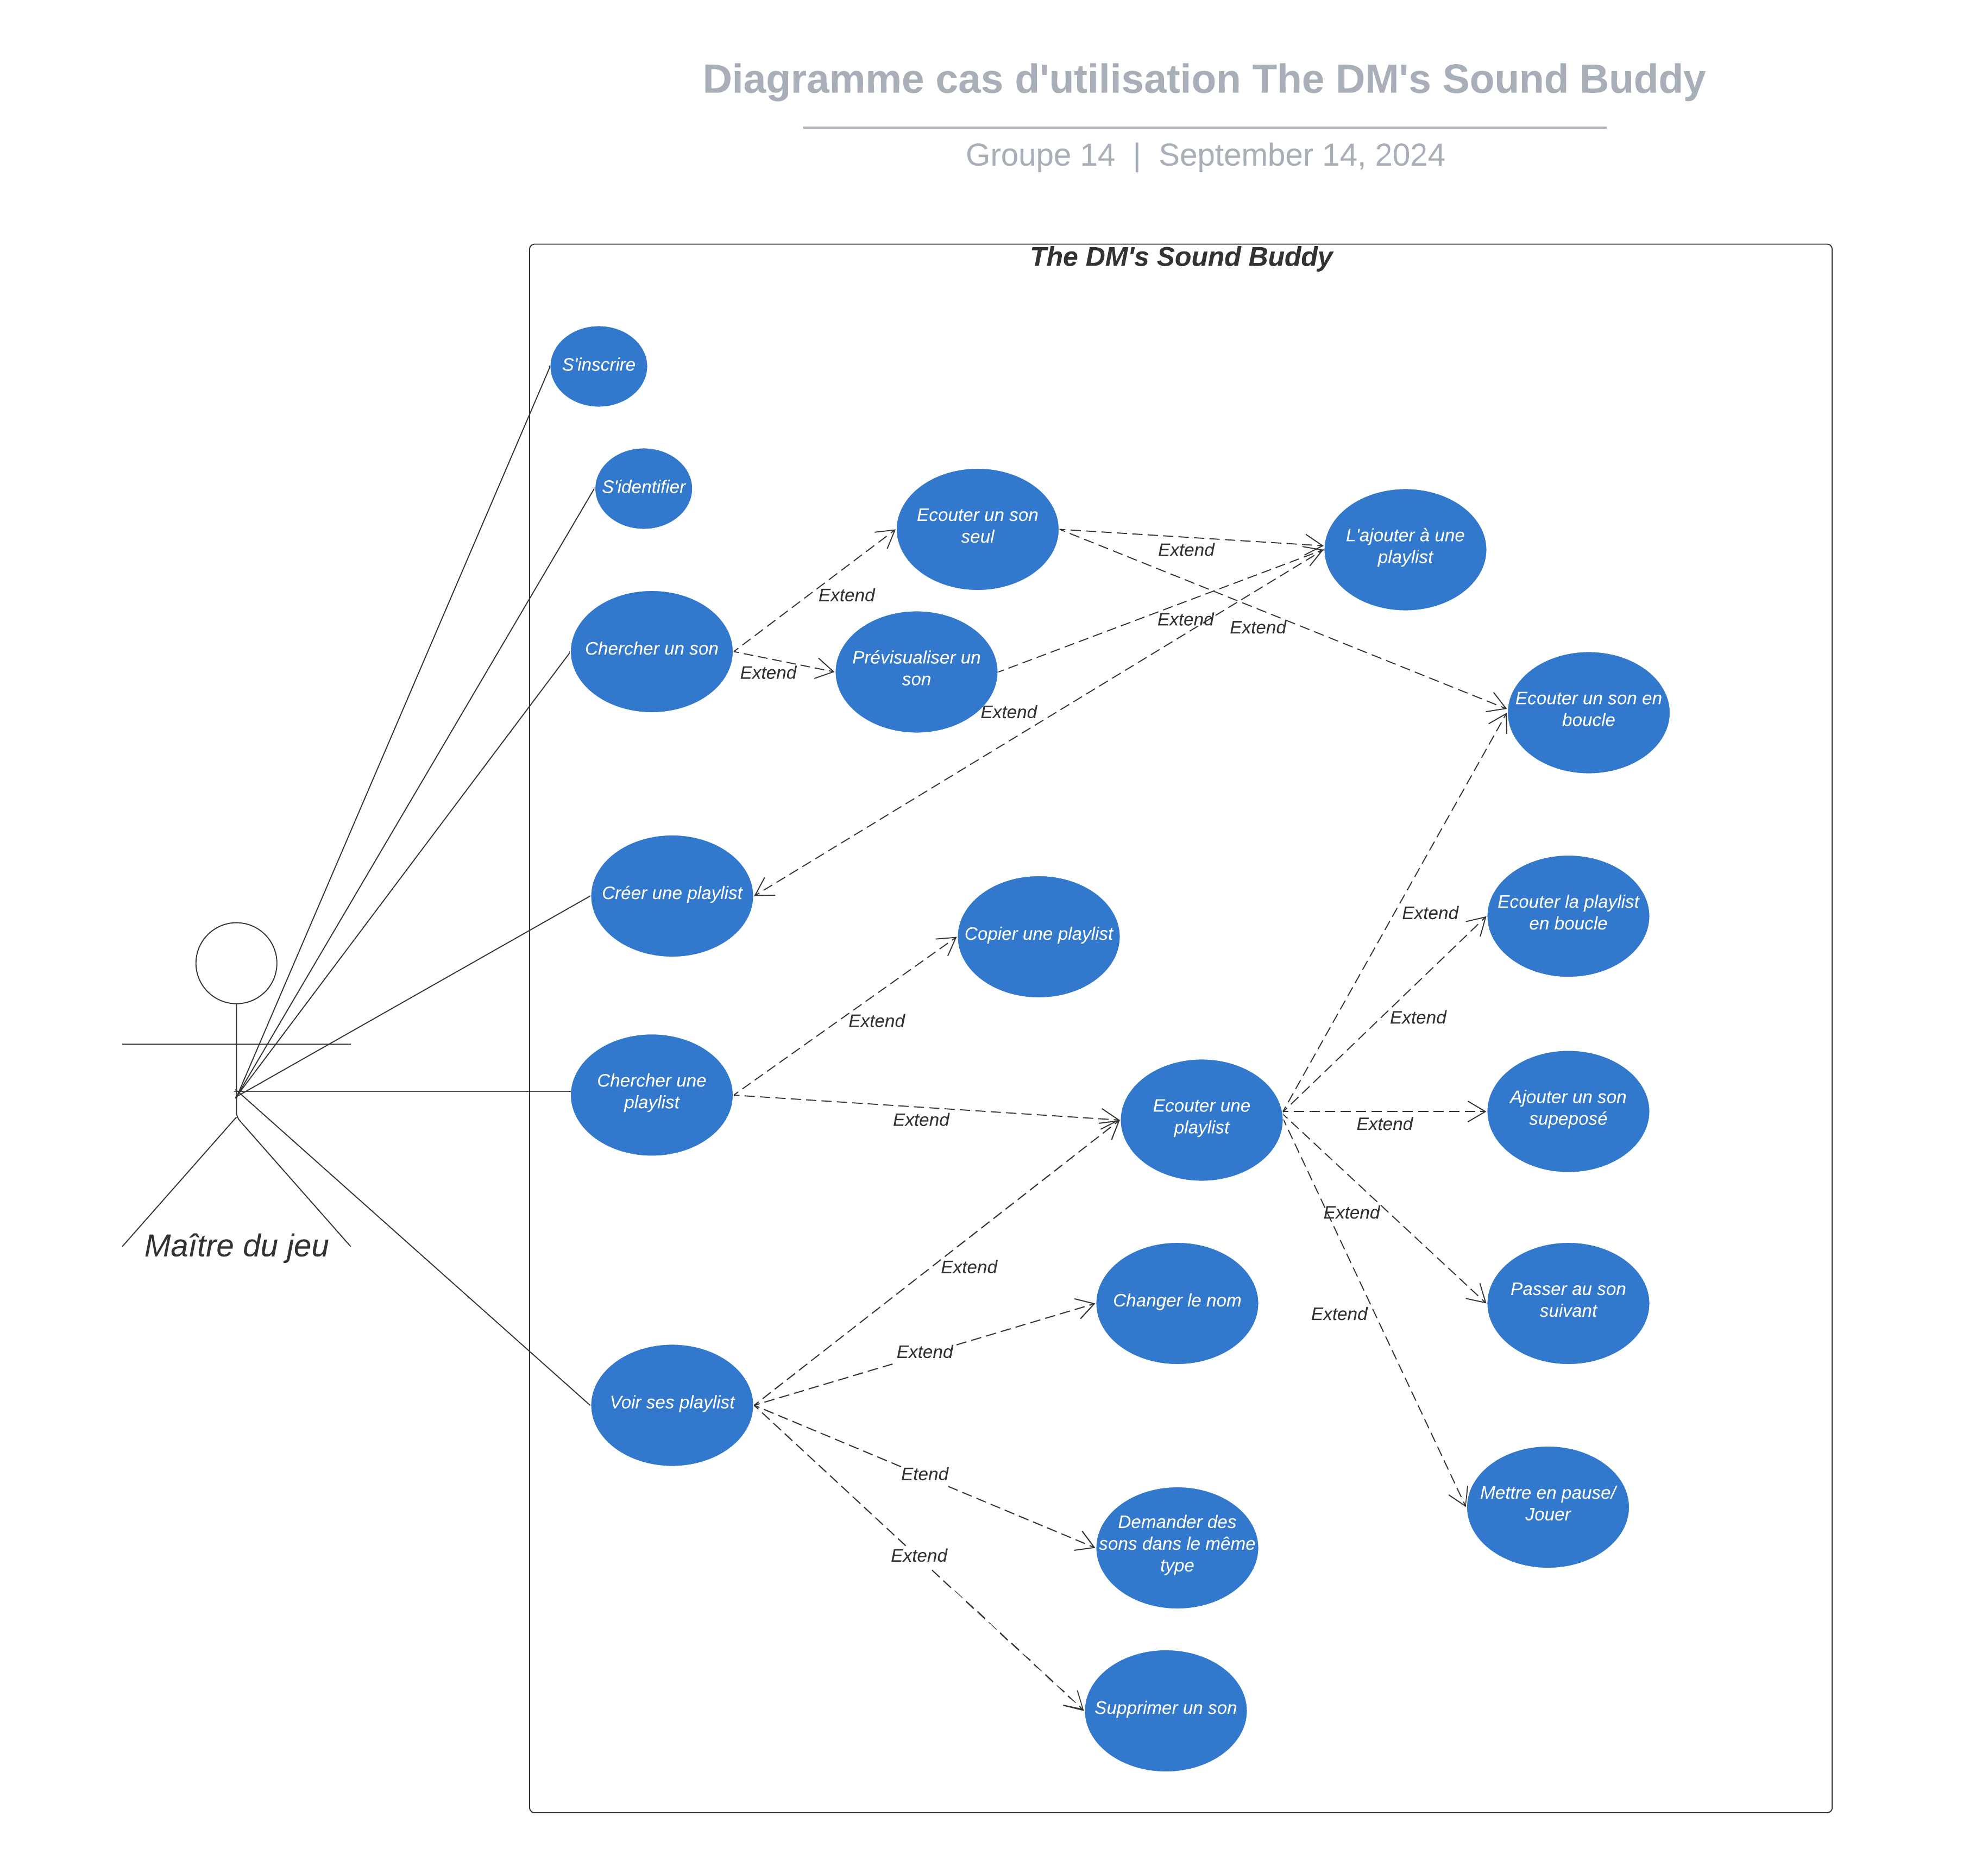 Diagramme cas d'utilisation The DM's Sound Buddy
Groupe 14 | September 14, 2024
The DM's Sound Buddy
S'inscrire
S'identifier
Ecouter un son
seul
L'ajouter à une
playlist
Extend
Extend
Chercher un son
Extend
Extend
Prévisualiser un
son
Extend
Extend
Ecouter un son en
boucle
Créer une playlist
Copier une playlist
Ecouter la playlist
en boucle
Extend
Extend
Extend
Chercher une
playlist
Extend
Ecouter une
playlist
Ajouter un son
supeposé
Extend
Maître du jeu
Extend
Extend
Changer le nom
Passer au son
suivant
Extend
Extend
Voir ses playlist
Etend
Mettre en pause/
Jouer
Demander des
sons dans le même
type
Extend
Supprimer un son